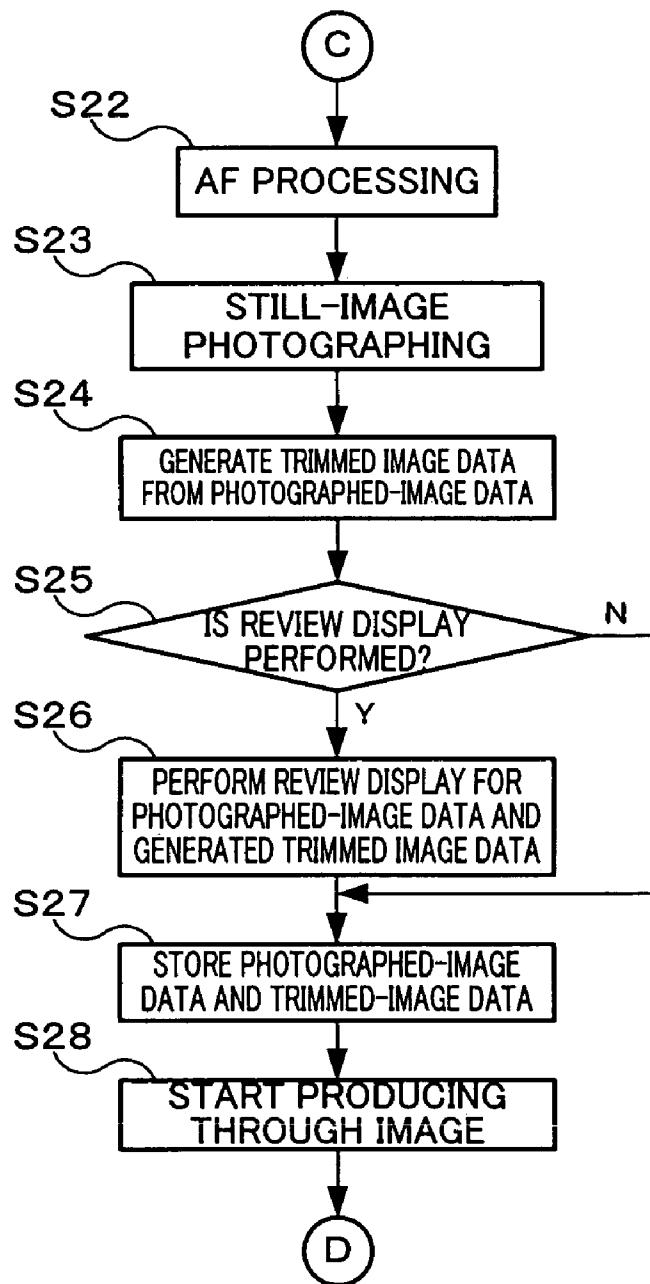 C
S22
AF PROCESSING
S23
STILL-IMAGE
PHOTOGRAPHING
S24
GENERATE TRIMMED IMAGE DATA
FROM PHOTOGRAPHED-IMAGE DATA
S25
IS REVIEW DISPLAY
PERFORMED?
N
Y
S26
PERFORM REVIEW DISPLAY FOR
PHOTOGRAPHED-IMAGE DATA AND
GENERATED TRIMMED IMAGE DATA
S27
STORE PHOTOGRAPHED-IMAGE
DATA AND TRIMMED-IMAGE DATA
S28
START PRODUCING
THROUGH IMAGE
D